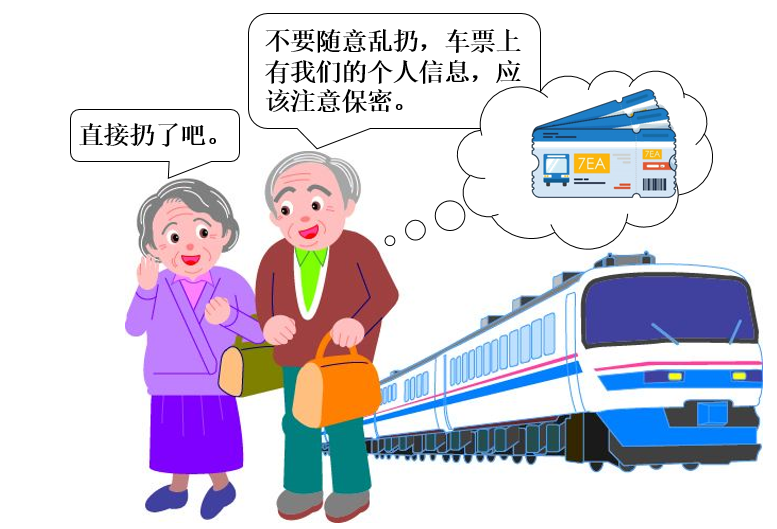 不要随意乱扔，车票上
有我们的个人信息，应
该注意保密。
直接扔了吧。
7EA
7EA